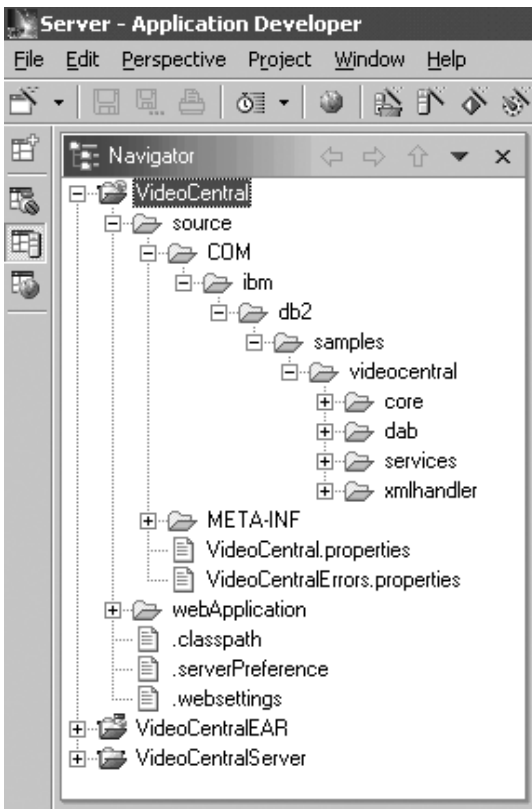 Server - Application Developer
File Edit Perspective Project Window Help
Navigator
VideoCentral
source
COM
ibm
db2
samples
videocentral
core
dab
services
xmlhandler
META-INF
VideoCentral.properties
VideoCentralErrors.properties
webApplication
.classpath
.serverPreference
.websettings
VideoCentralEAR
VideoCentralServer